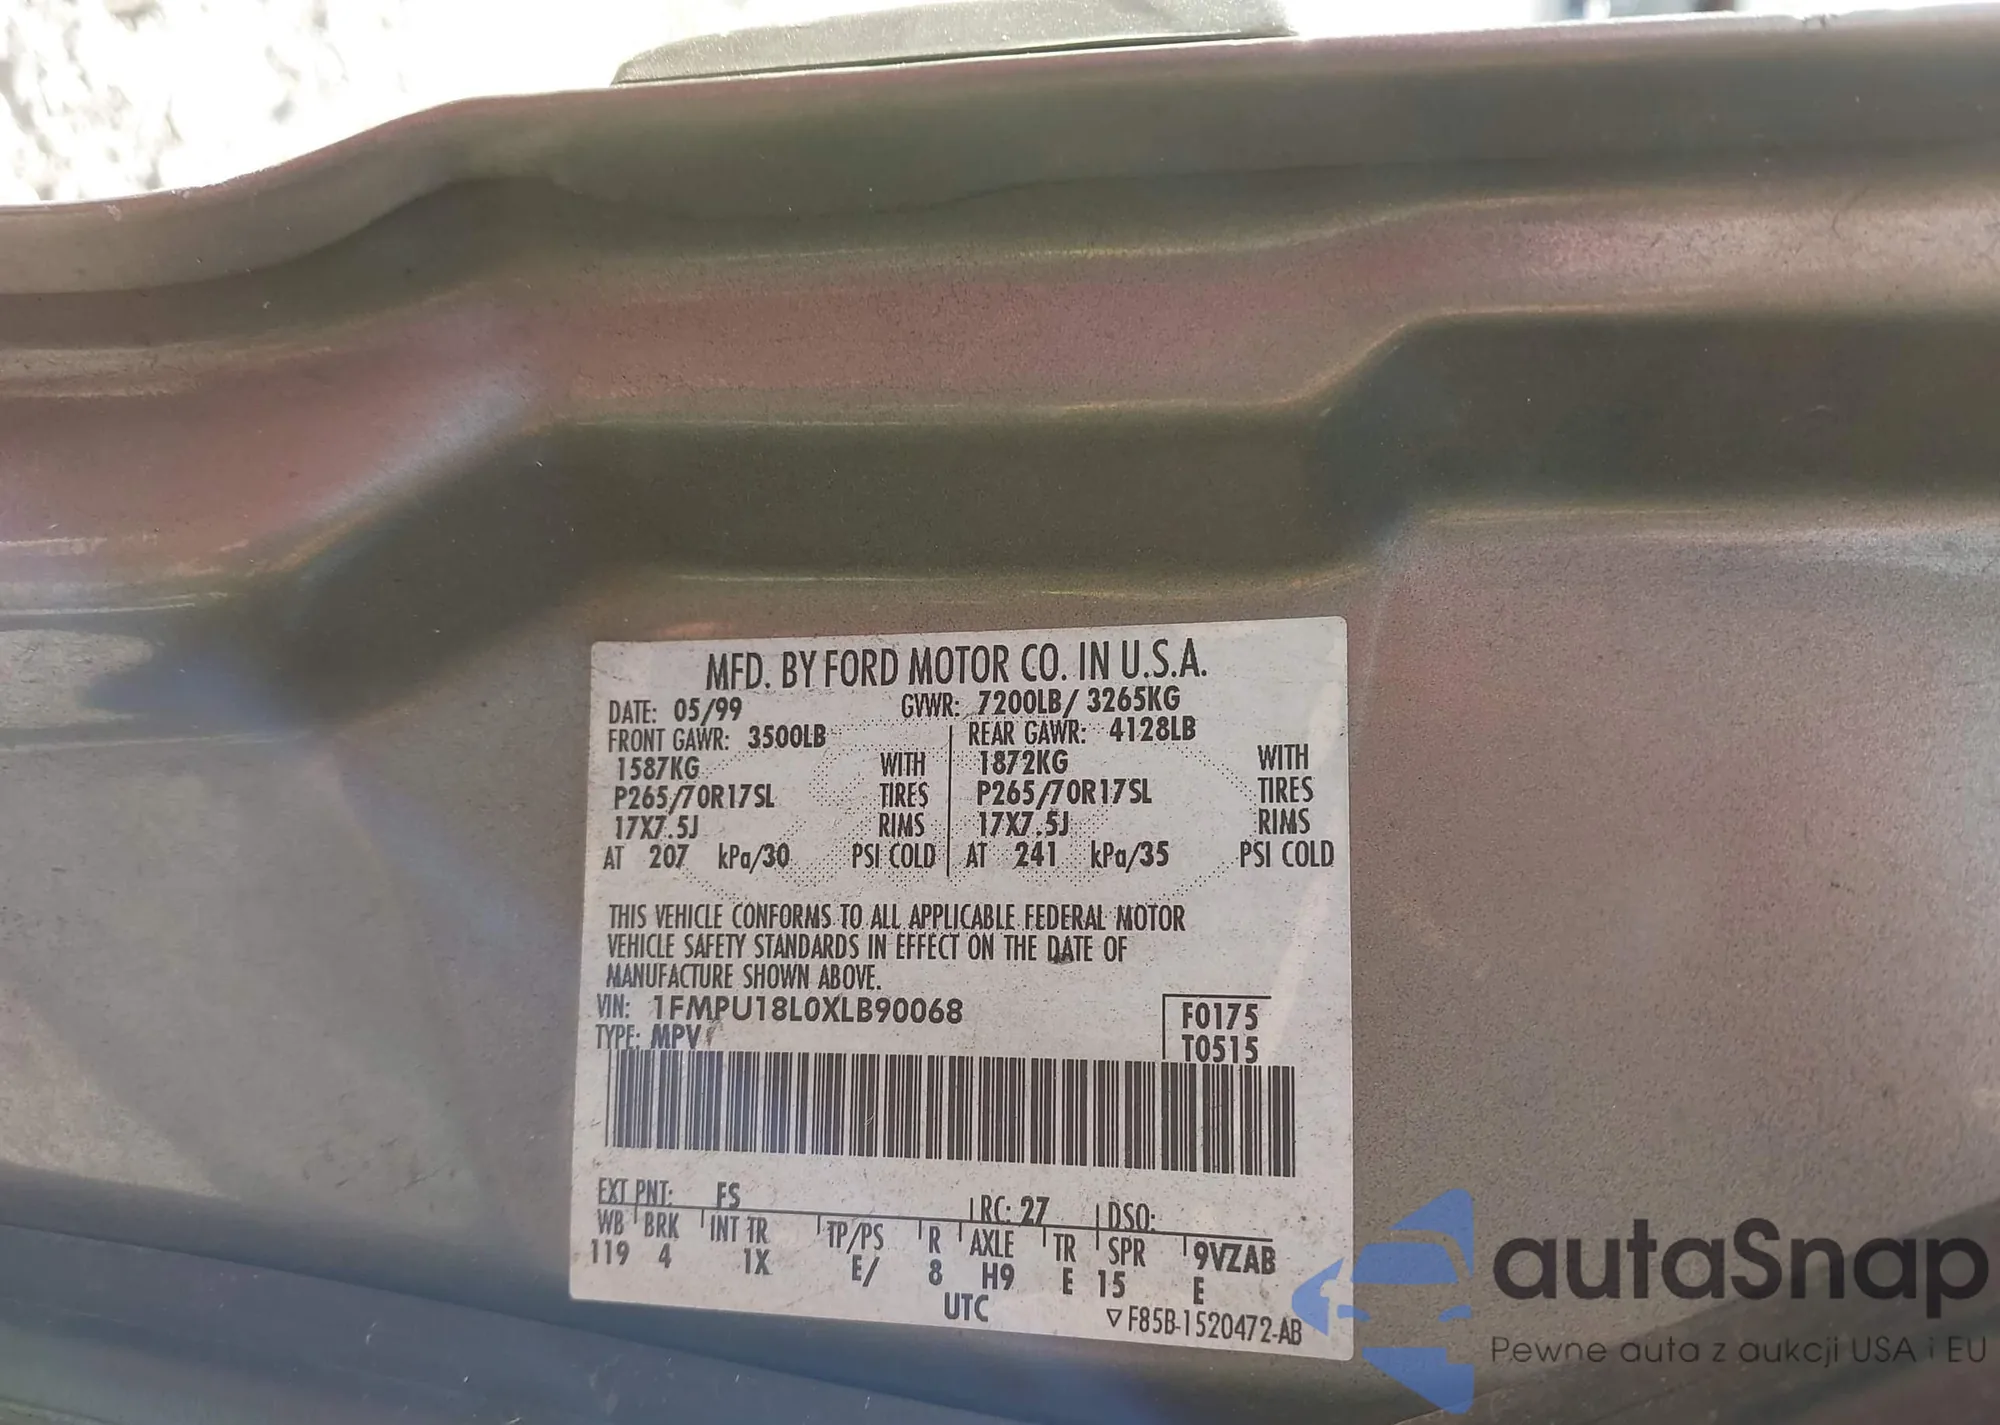 MFD. BY FORD MOTOR CO. IN U.S.A.
DATE: 05/99 GVWR: 7200LB/ 3265KG
FRONT GAWR: 3500LB REAR GAWR: 4128LB
1587KG WITH 1872KG WITH
P265/70R17SL TIRES P265/70R17SL TIRES
17X7.5J RIMS 17X7.5J RIMS
AT 207 kPa/30 PSI COLD AT 241 kPa/35 PSI COLD
THIS VEHICLE CONFORMS TO ALL APPLICABLE FEDERAL MOTOR
VEHICLE SAFETY STANDARDS IN EFFECT ON THE DATE OF
MANUFACTURE SHOWN ABOVE.
VIN: 1FMPU18L0XLB90068 F0175
TYPE: MPV T0515
EXT PNT: FS RC: 27 DSO:
WB BRK INT TR TP/PS R AXLE TR SPR 9VZAB
119 4 1X E/ 8 H9 E 15 E
UTC ▽F85B-1520472-AB
autaSnap
Pewne auta z aukcji USA i EU